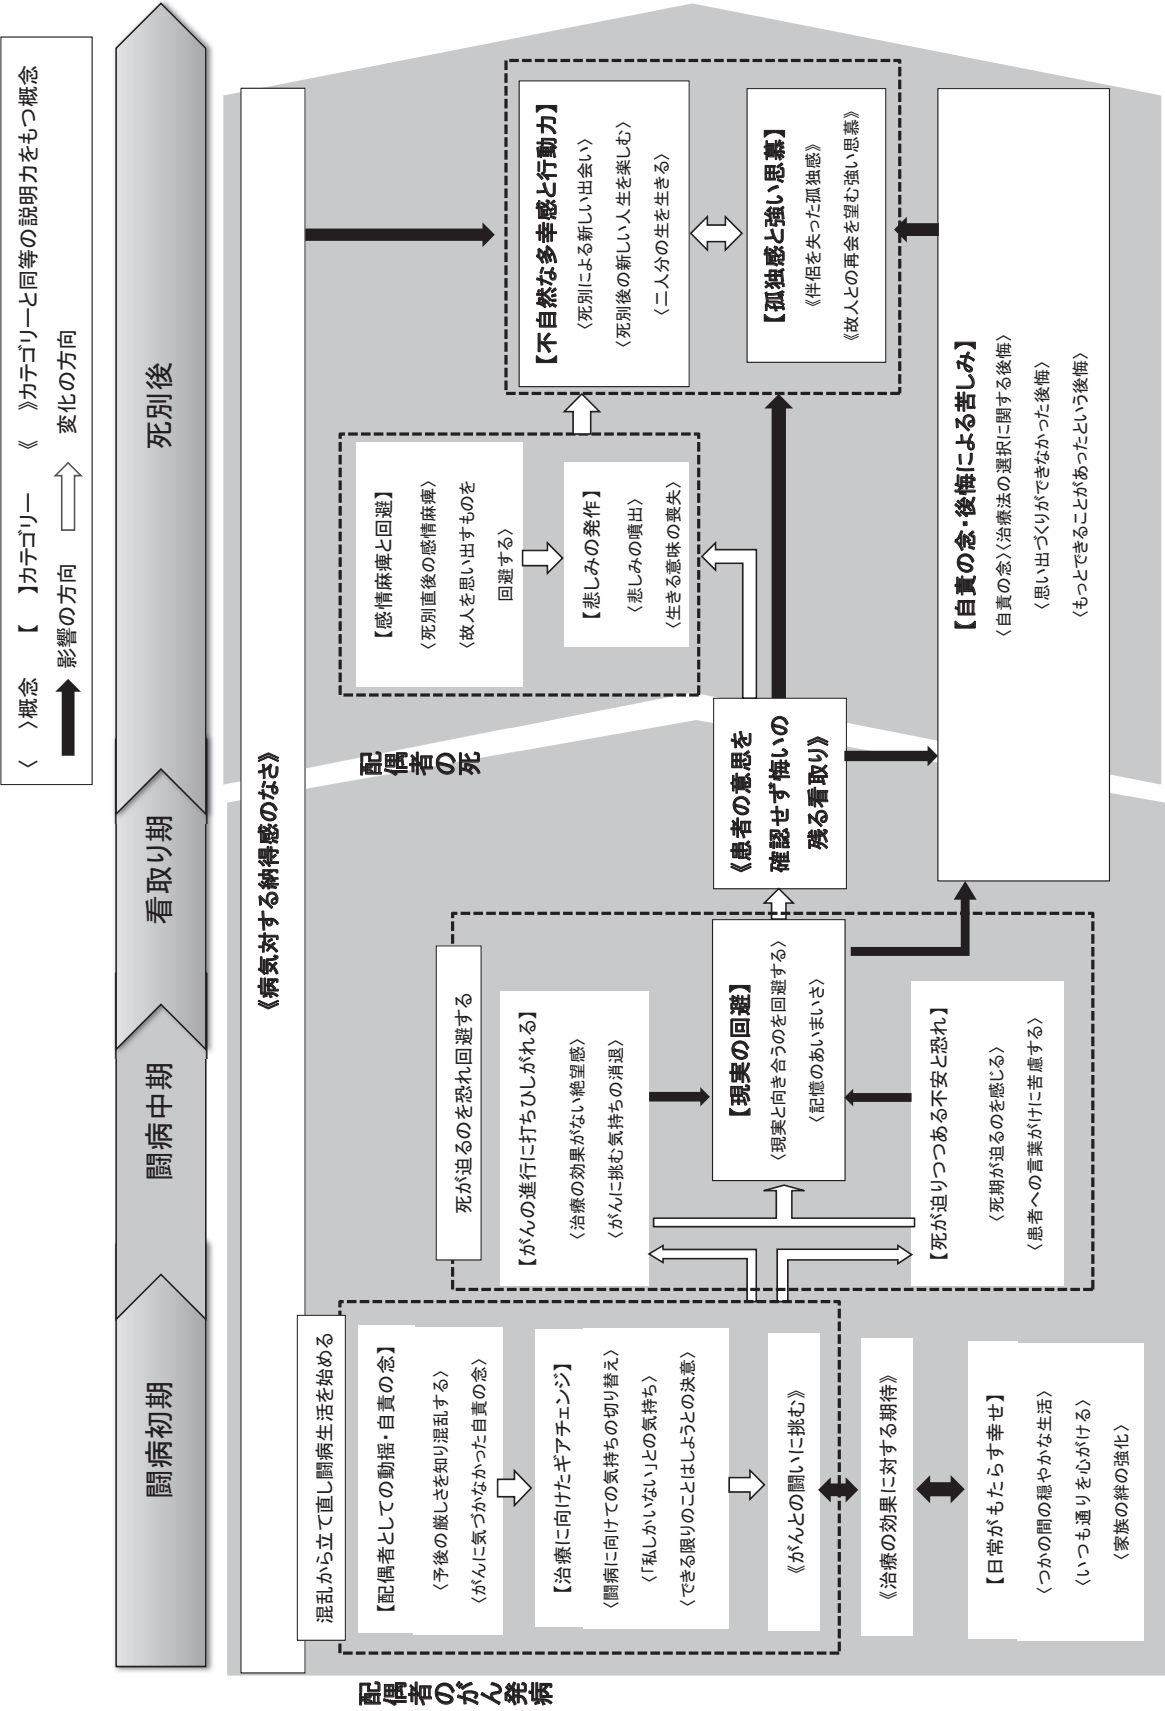 〈 〉概念 【 】カテゴリー 《 》カテゴリーと同等の説明力をもつ概念
影響の方向 変化の方向
闘病初期
闘病中期
看取り期
死別後
《病気対する納得感のなさ》
配偶者のがん発病
配偶者の死
混乱から立て直し闘病生活を始める
【配偶者としての動揺・自責の念】
〈予後の厳しさを知り混乱する〉
〈がんに気づかなかった自責の念〉
【治療に向けたギアチェンジ】
〈闘病に向けての気持ちの切り替え〉
〈「私しかいない」との気持ち〉
〈できる限りのことはしようとの決意〉
《がんとの闘いに挑む》
《治療の効果に対する期待》
【日常がもたらす幸せ】
〈つかの間の穏やかな生活〉
〈いつも通りを心がける〉
〈家族の絆の強化〉
死が迫るのを恐れ回避する
【がんの進行に打ちひしがれる】
〈治療の効果がない絶望感〉
〈がんに挑む気持ちの消退〉
【現実の回避】
〈現実と向き合うのを回避する〉
〈記憶のあいまいさ〉
【死が迫りつつある不安と恐れ】
〈死期が迫るのを感じる〉
〈患者への言葉がけに苦慮する〉
《患者の意思を
確認せず悔いの
残る看取り》
【感情麻痺と回避】
〈死別直後の感情麻痺〉
〈故人を思い出すものを
回避する〉
【悲しみの発作】
〈悲しみの噴出〉
〈生きる意味の喪失〉
【不自然な多幸感と行動力】
〈死別による新しい出会い〉
〈死別後の新しい人生を楽しむ〉
〈二人分の生を生きる〉
【孤独感と強い思慕】
《伴侶を失った孤独感》
《故人との再会を望む強い思慕》
【自責の念・後悔による苦しみ】
〈自責の念〉〈治療法の選択に関する後悔〉
〈思い出づくりができなかった後悔〉
〈もっとできることがあったという後悔〉